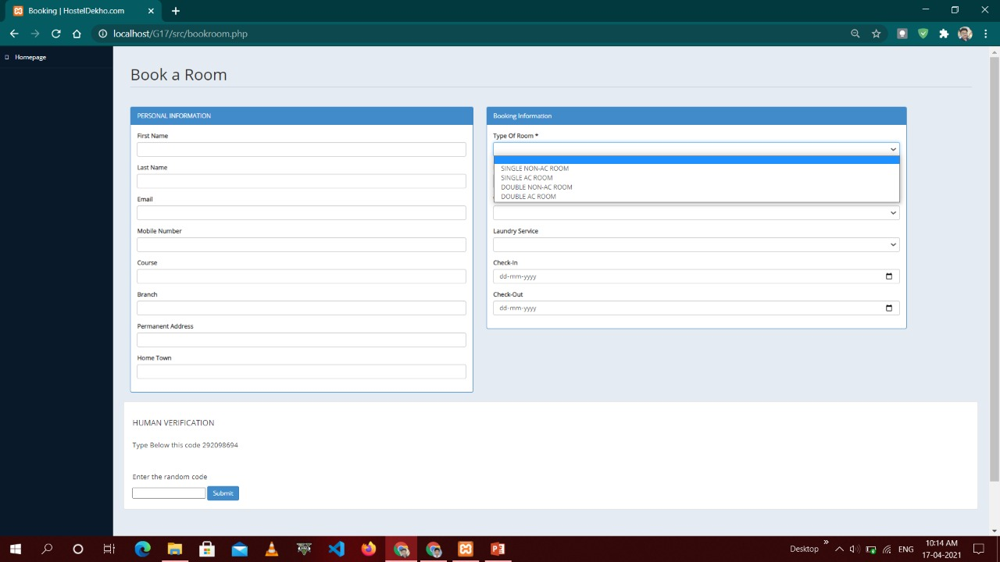 Booking | HostelDekho.com
localhost/G17/src/bookroom.php
Homepage
Book a Room
PERSONAL INFORMATION
First Name
Last Name
Email
Mobile Number
Course
Branch
Permanent Address
Home Town
Booking Information
Type Of Room *
SINGLE NON-AC ROOM
SINGLE AC ROOM
DOUBLE NON-AC ROOM
DOUBLE AC ROOM
Laundry Service
Check-In
dd-mm-yyyy
Check-Out
dd-mm-yyyy
HUMAN VERIFICATION
Type Below this code 292098694
Enter the random code
Submit
Desktop
ENG
10:14 AM
17-04-2021